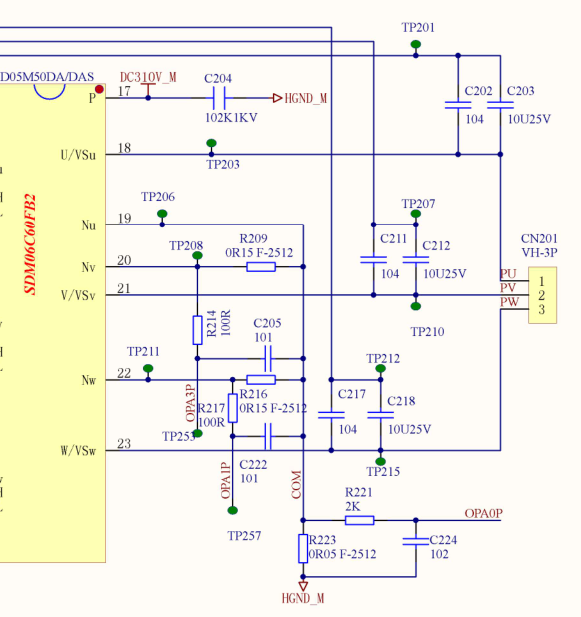 TP201
D05M50DA/DAS
DC310V_M
C204
P
17
HGND_M
102K1KV
C202
C203
104
10U25V
U/VSu
18
TP203
TP206
TP207
Nu
19
R209
0R15 F-2512
TP208
C211
C212
CN201
VH-3P
Nv
20
104
10U25V
SDM06C60FB2
V/VSv
21
PU
1
PV
2
PW
3
TP210
R214
100R
C205
101
TP211
TP212
Nw
22
OPA3P
R217
100R
R216
0R15 F-2512
C217
C218
104
10U25V
TP253
W/VSw
23
C222
101
TP215
OPA1P
COM
R221
2K
OPA0P
TP257
R223
0R05 F-2512
C224
102
HGND_M